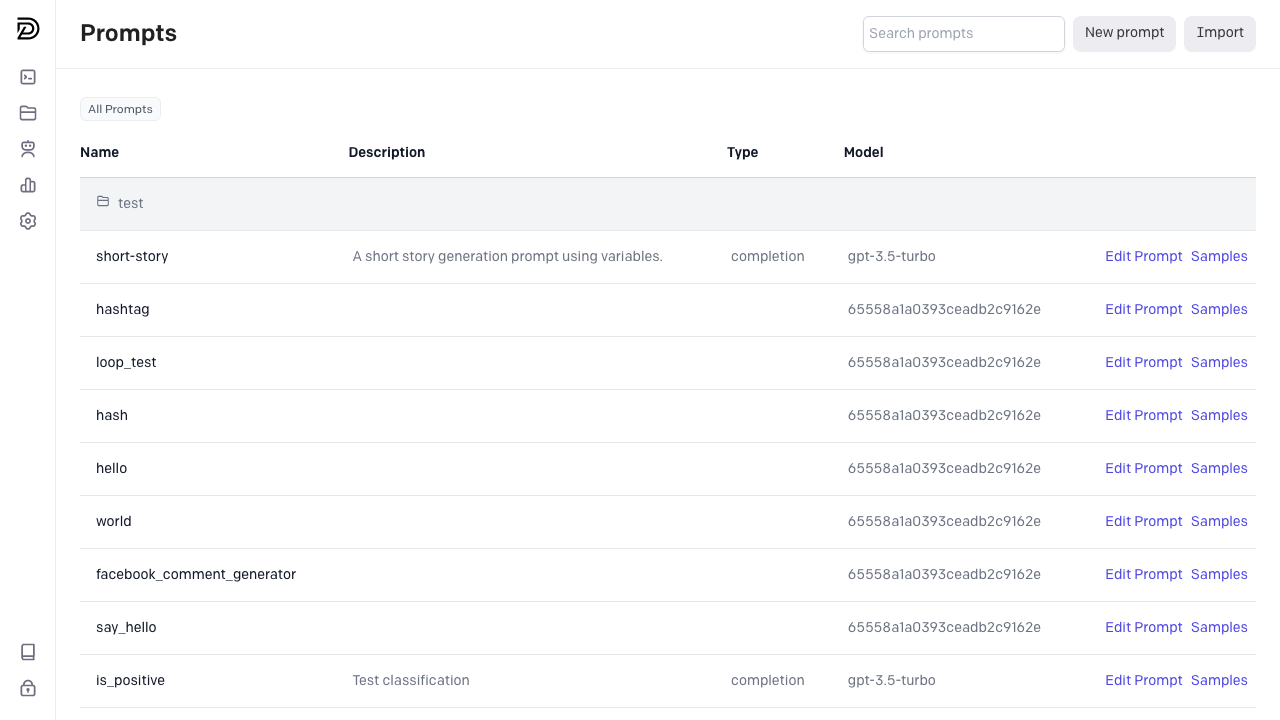 Prompts
Search prompts
New prompt
Import
All Prompts
Name Description Type Model
test
short-story A short story generation prompt using variables. completion gpt-3.5-turbo Edit Prompt Samples
hashtag 65558a1a0393ceadb2c9162e Edit Prompt Samples
loop_test 65558a1a0393ceadb2c9162e Edit Prompt Samples
hash 65558a1a0393ceadb2c9162e Edit Prompt Samples
hello 65558a1a0393ceadb2c9162e Edit Prompt Samples
world 65558a1a0393ceadb2c9162e Edit Prompt Samples
facebook_comment_generator 65558a1a0393ceadb2c9162e Edit Prompt Samples
say_hello 65558a1a0393ceadb2c9162e Edit Prompt Samples
is_positive Test classification completion gpt-3.5-turbo Edit Prompt Samples